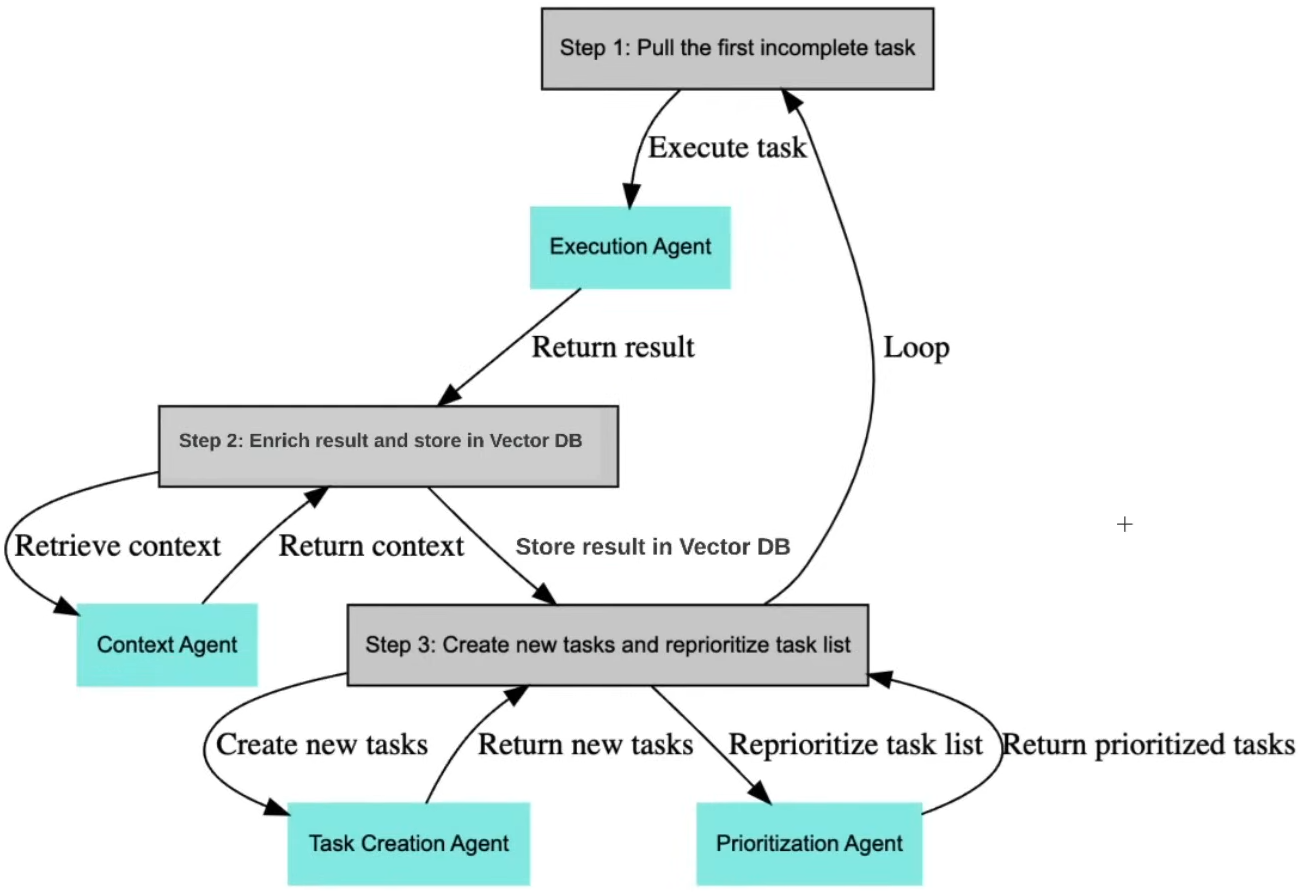 Step 1: Pull the first incomplete task
Execute task
Execution Agent
Return result
Loop
Step 2: Enrich result and store in Vector DB
Retrieve context
Return context
Store result in Vector DB
Context Agent
Step 3: Create new tasks and reprioritize task list
Create new tasks
Return new tasks
Reprioritize task list
Return prioritized tasks
Task Creation Agent
Prioritization Agent